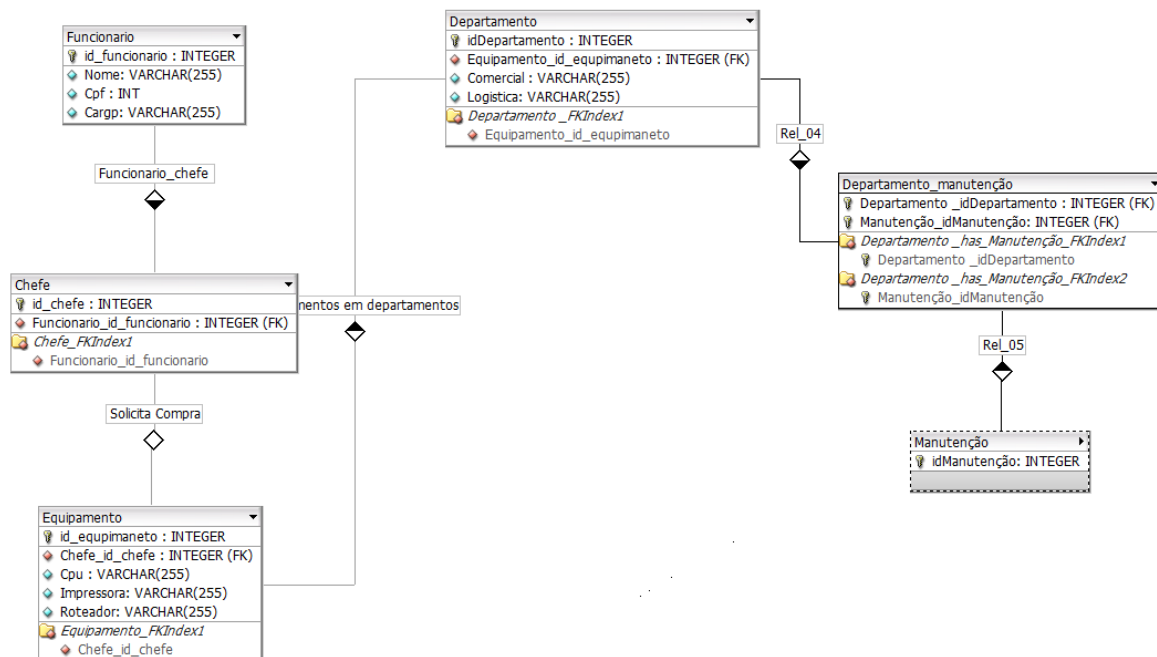 Funcionario
id_funcionario : INTEGER
Nome: VARCHAR(255)
Cpf : INT
Cargp: VARCHAR(255)
Funcionario_chefe
Departamento
idDepartamento : INTEGER
Equipamento_id_equpimaneto : INTEGER (FK)
Comercial : VARCHAR(255)
Logistica: VARCHAR(255)
Departamento _FKIndex1
Equipamento_id_equpimaneto
Rel_04
Departamento_manutenção
Departamento _idDepartamento : INTEGER (FK)
Manutenção_idManutenção: INTEGER (FK)
Departamento _has_Manutenção_FKIndex1
Departamento _idDepartamento
Departamento _has_Manutenção_FKIndex2
Manutenção_idManutenção
Chefe
id_chefe : INTEGER
Funcionario_id_funcionario : INTEGER (FK)
Chefe_FKIndex1
Funcionario_id_funcionario
em departamentos
Rel_05
Solicita Compra
Manutenção
idManutenção: INTEGER
Equipamento
id_equpimaneto : INTEGER
Chefe_id_chefe : INTEGER (FK)
Cpu : VARCHAR(255)
Impressora: VARCHAR(255)
Roteador: VARCHAR(255)
Equipamento_FKIndex1
Chefe_id_chefe